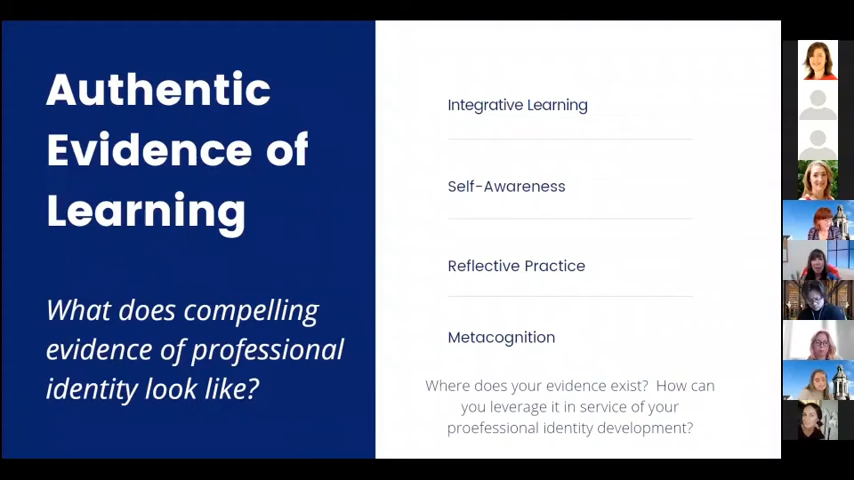 Authentic
Evidence of
Learning
What does compelling
evidence of professional
identity look like?
Integrative Learning
Self-Awareness
Reflective Practice
Metacognition
Where does your evidence exist? How can
you leverage it in service of your
proefessional identity development?